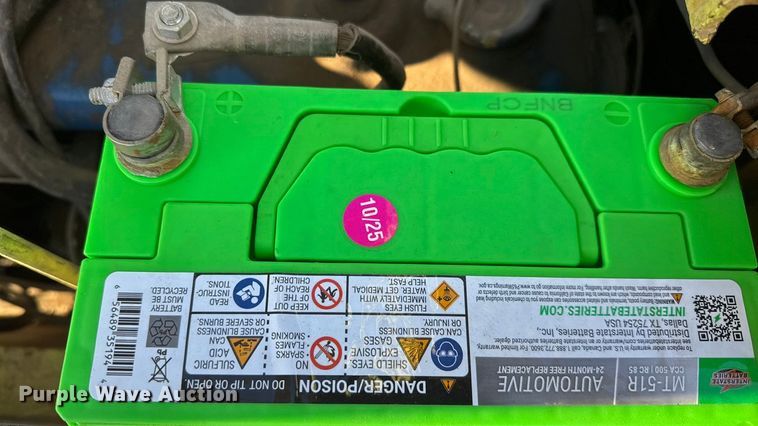 BNFCP
10/25
INTERSTATE
BATTERIES
MT-51R
CCA 500 | RC 85
AUTOMOTIVE
24-MONTH FREE REPLACEMENT
INTERSTATEBATTERIES.COM
Distributed by Interstate Batteries, Inc.
Dallas, TX 75254 USA
DANGER/POISON
DO NOT TIP OR OPEN.
SHIELD EYES.
EXPLOSIVE
GASES
CAN CAUSE BLINDNESS
OR INJURY.
NO
SPARKS
FLAMES
SMOKING
SULFURIC
ACID
CAN CAUSE BLINDNESS
OR SEVERE BURNS.
FLUSH EYES
IMMEDIATELY WITH
WATER. GET MEDICAL
HELP FAST.
KEEP OUT
OF REACH OF
CHILDREN.
READ
INSTRUC-
TIONS.
Pb
BATTERY
MUST BE
RECYCLED.
Purple Wave Auction